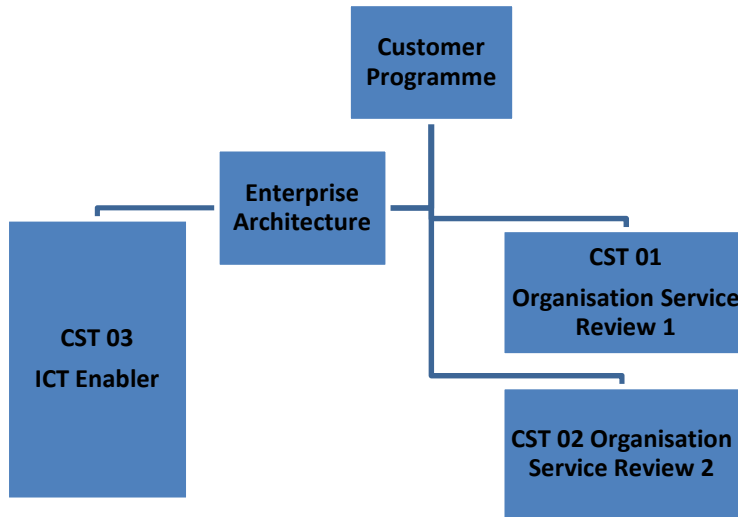 Customer
Programme
Enterprise
Architecture
CST 01
Organisation Service
Review 1
CST 03
ICT Enabler
CST 02 Organisation
Service Review 2